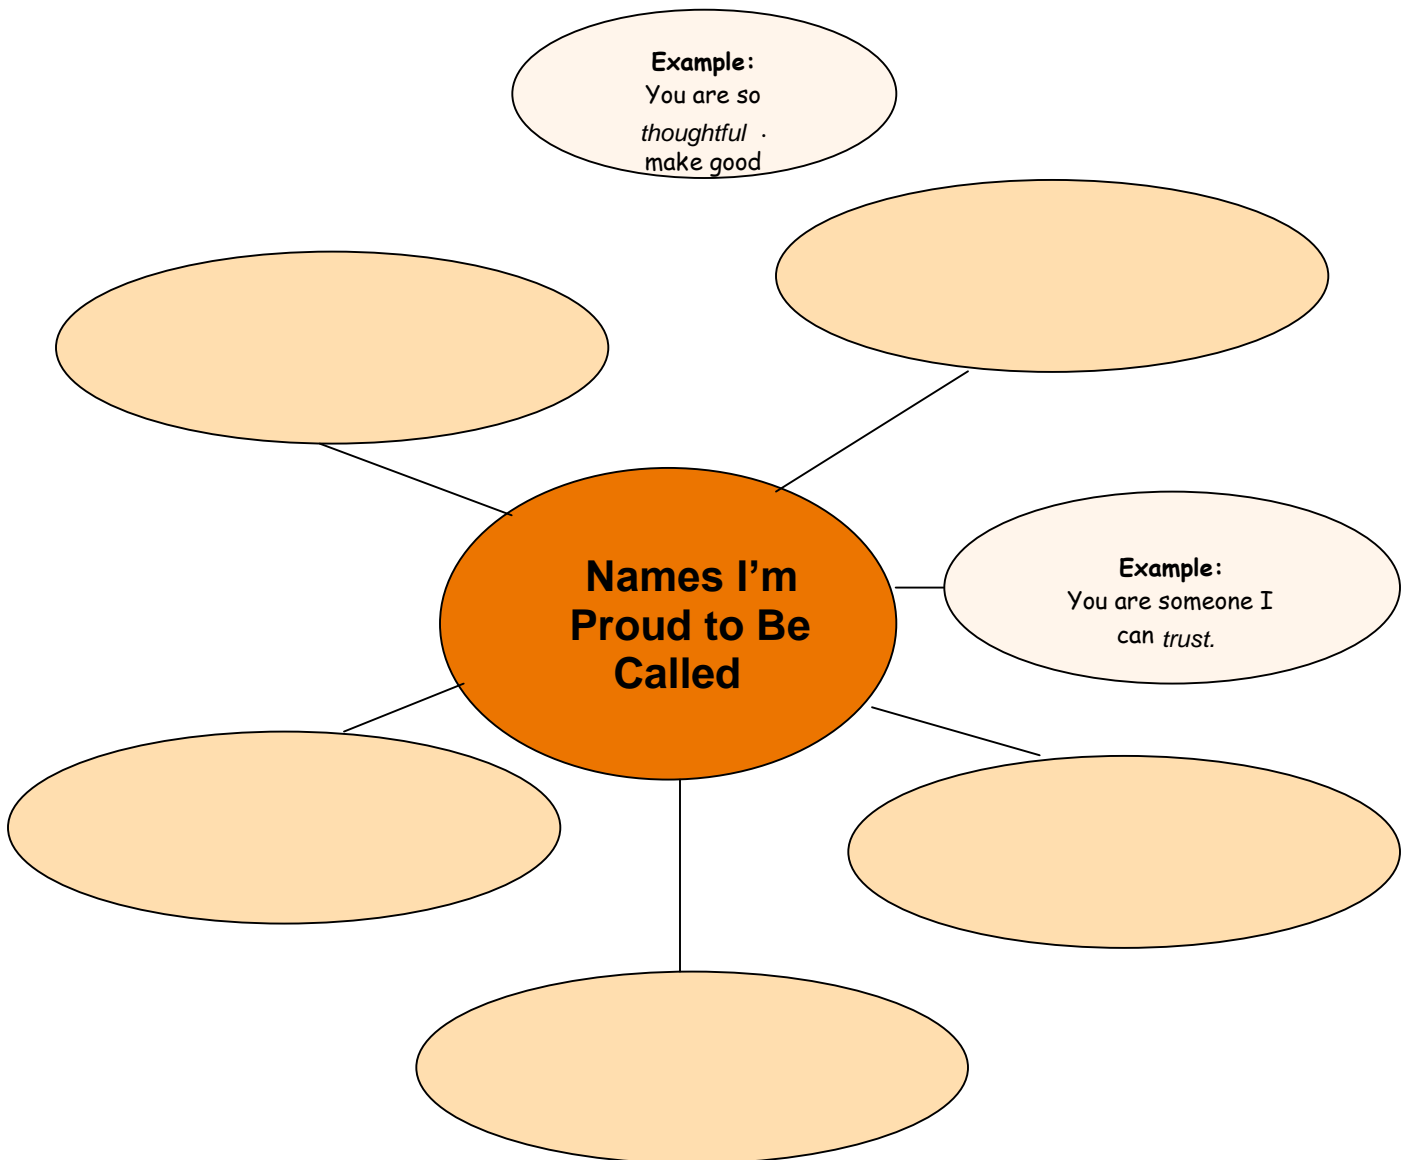 Example:
You are so
thoughtful .
make good
Names I’m
Proud to Be
Called
Example:
You are someone I
can trust.